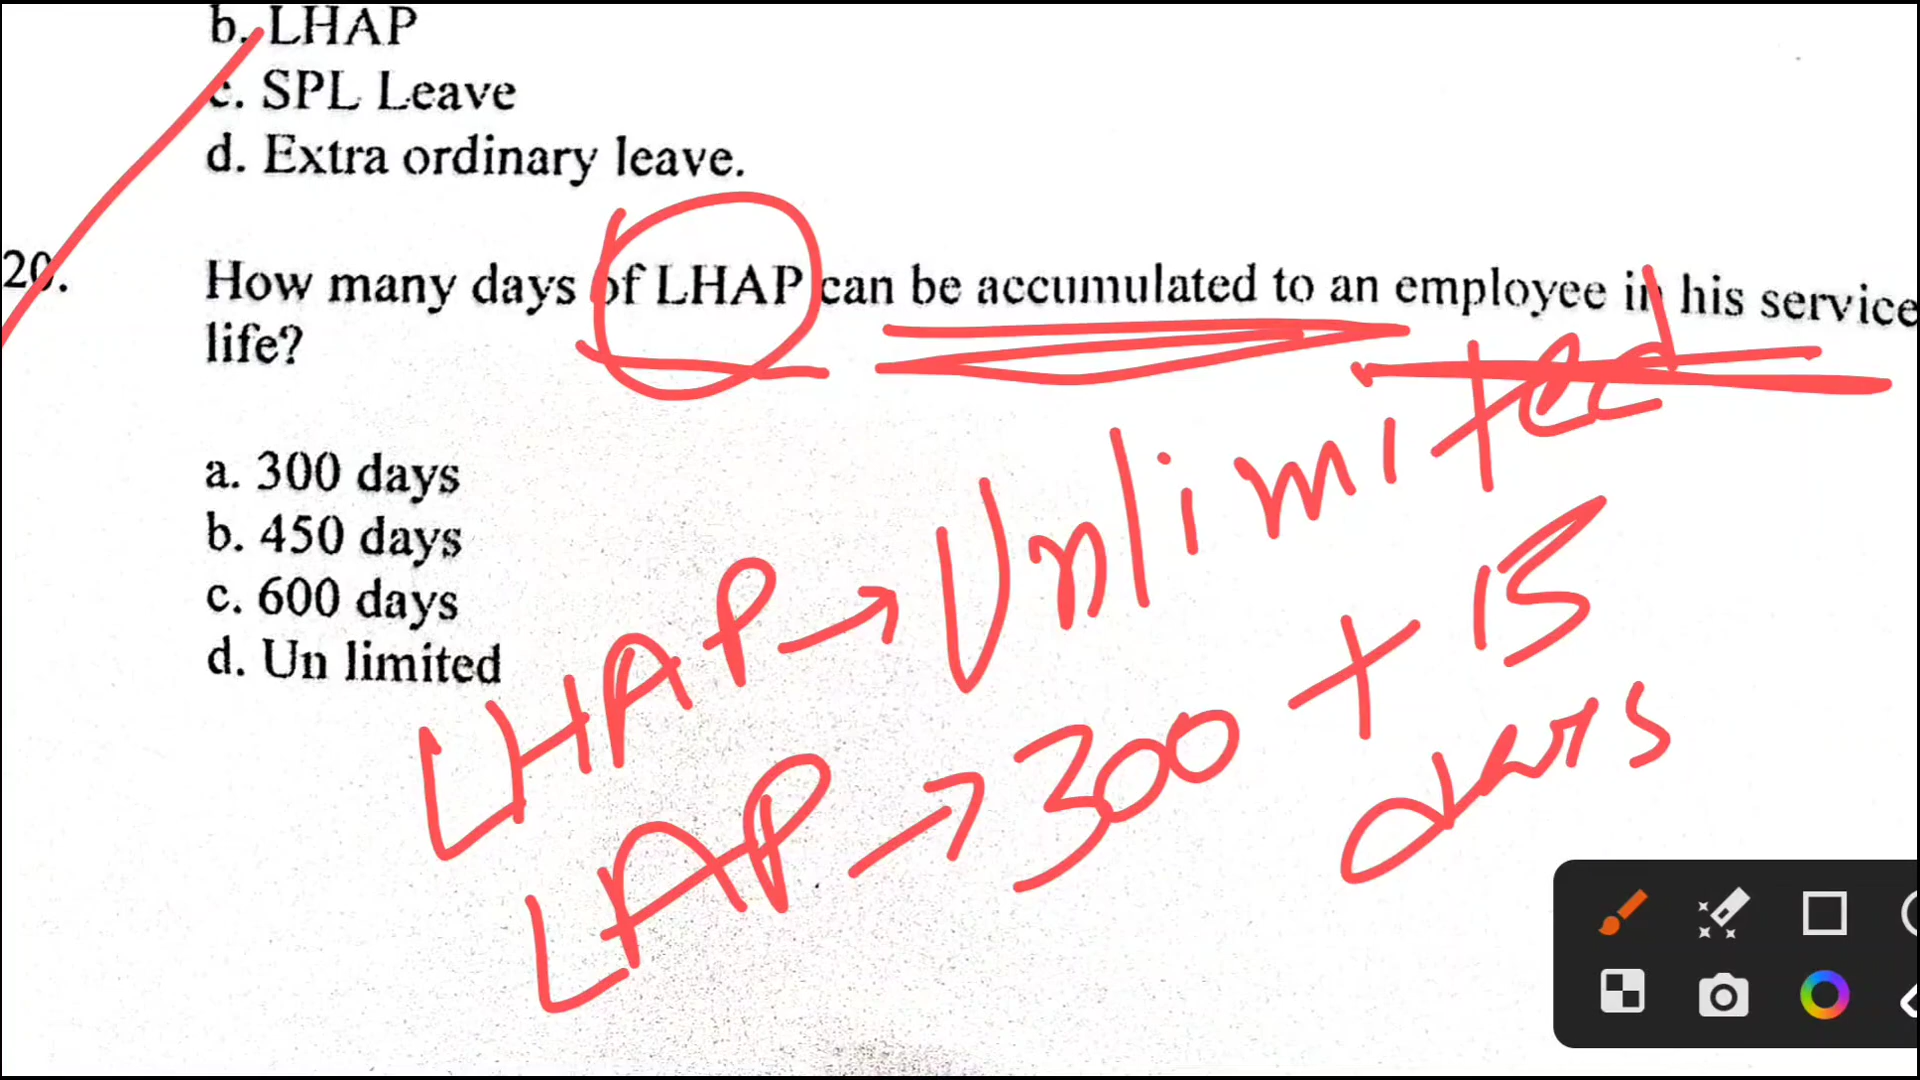 b. LHAP
c. SPL Leave
d. Extra ordinary leave.
20. How many days of LHAP can be accumulated to an employee in his service
life?
a. 300 days
b. 450 days
c. 600 days
d. Un limited
LHAP → Unlimited
LAP → 300 + 15
days